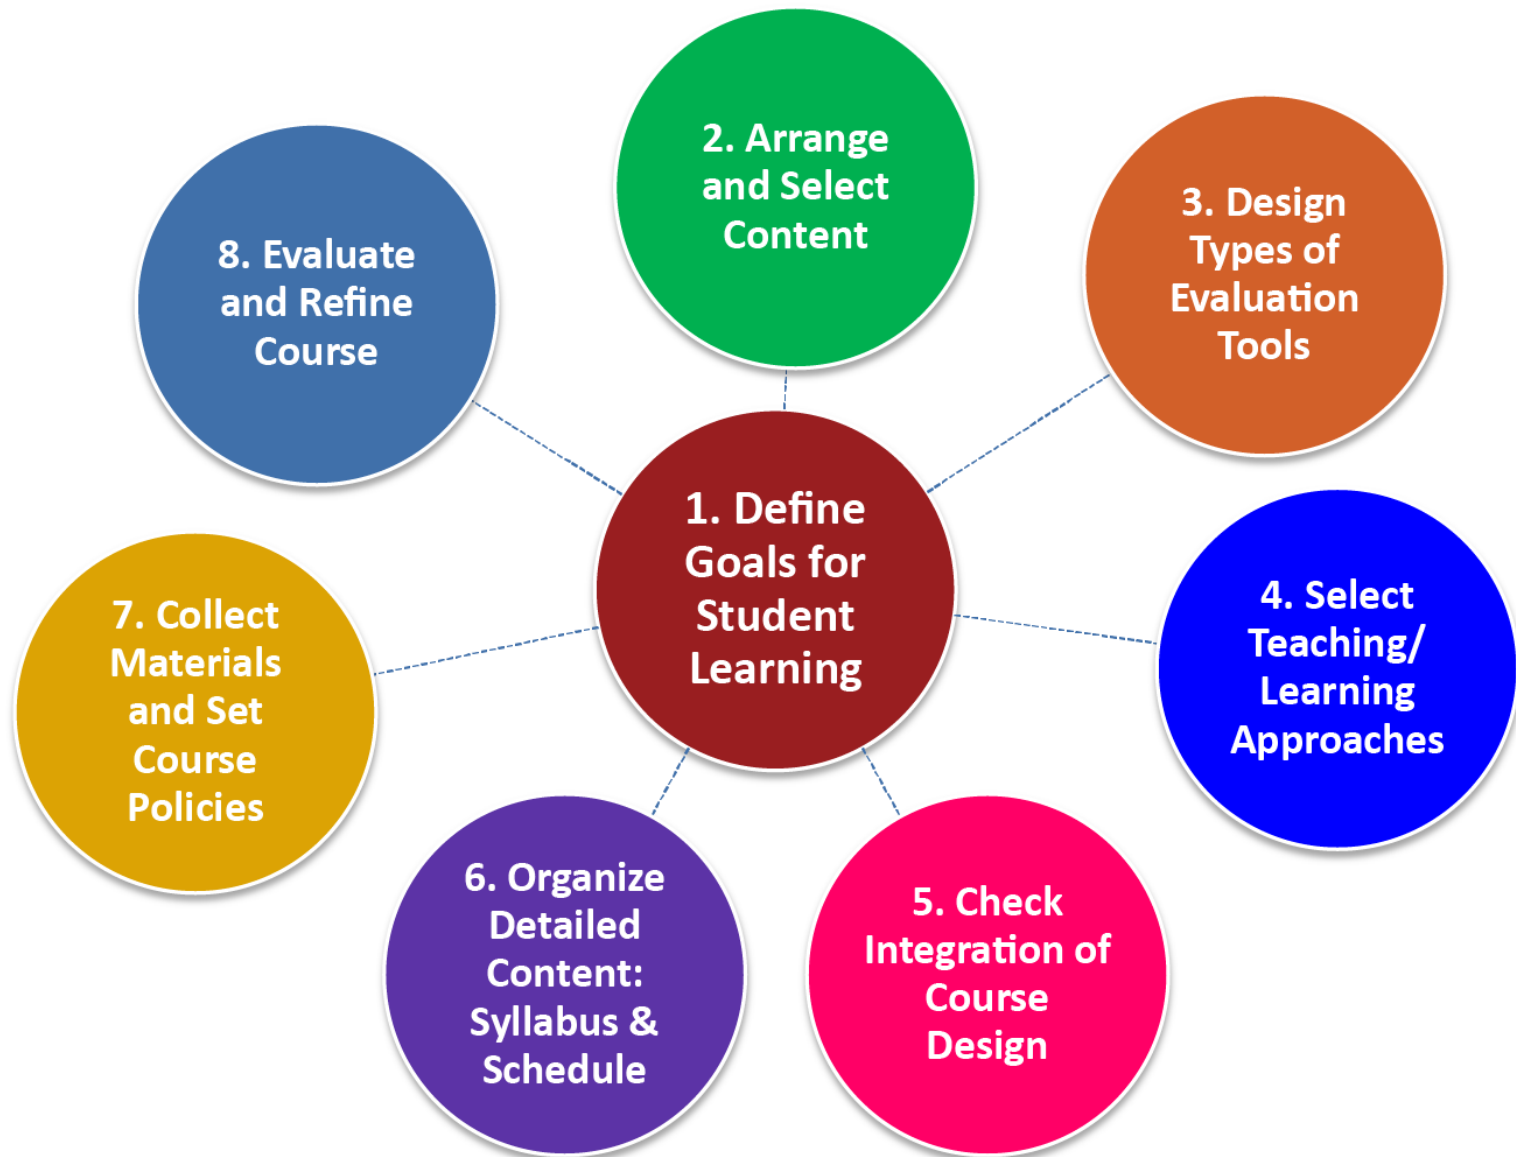 1. Define
Goals for
Student
Learning
2. Arrange
and Select
Content
3. Design
Types of
Evaluation
Tools
4. Select
Teaching/
Learning
Approaches
5. Check
Integration of
Course
Design
6. Organize
Detailed
Content:
Syllabus &
Schedule
7. Collect
Materials
and Set
Course
Policies
8. Evaluate
and Refine
Course